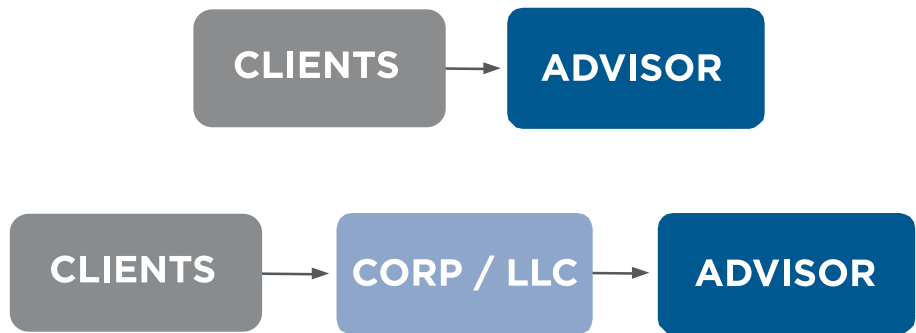 CLIENTS
ADVISOR
CLIENTS
CORP / LLC
ADVISOR